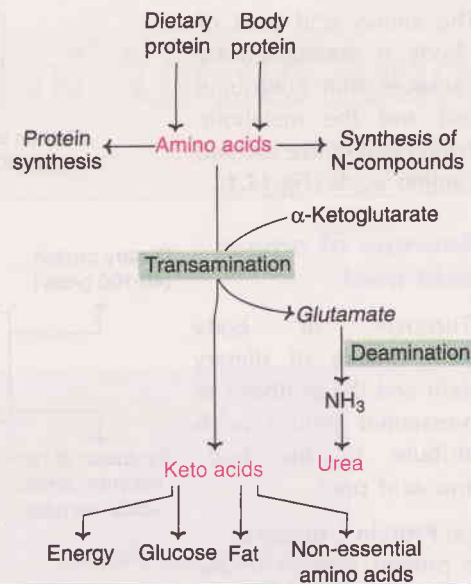 Dietary Body
protein protein
Protein Amino acids Synthesis of
synthesis N-compounds
α-Ketoglutarate
Transamination
Glutamate
Deamination
NH3
Keto acids Urea
Energy Glucose Fat Non-essential
amino acids